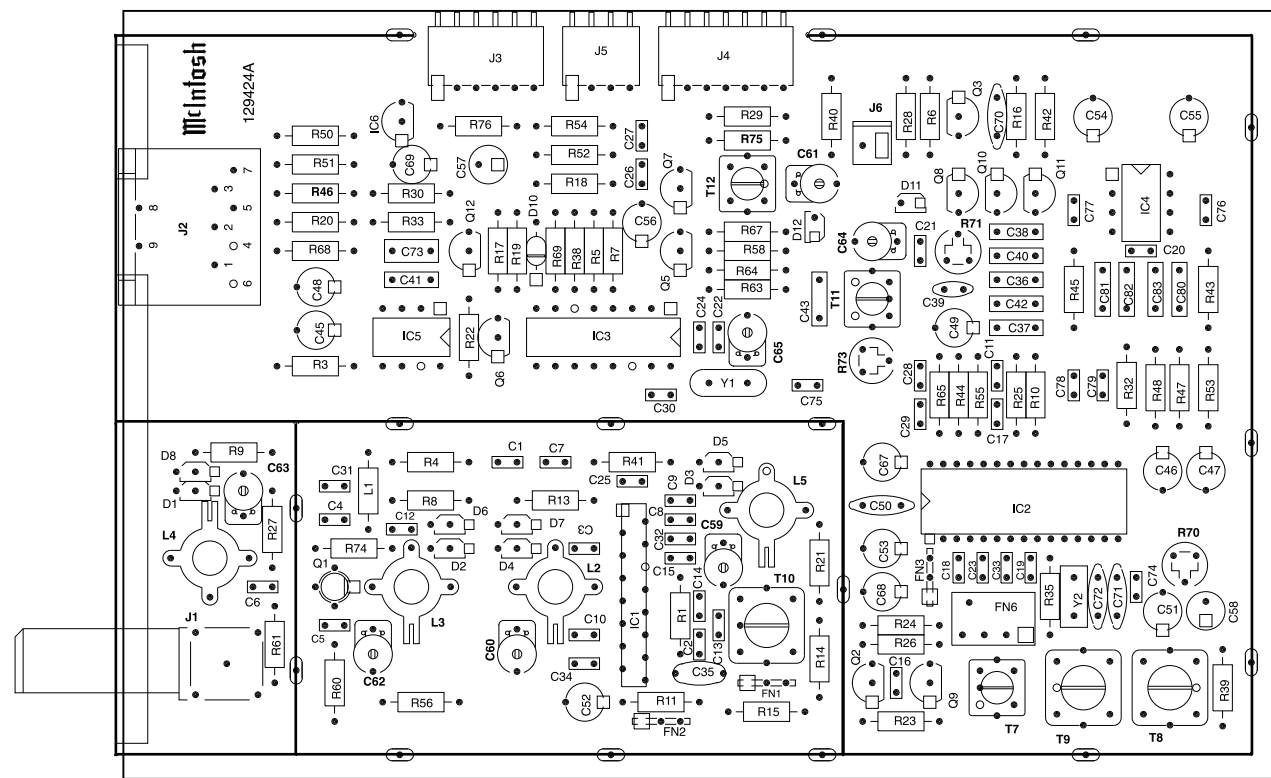 McIntosh
129424A
J3
J5
J4
R50
R51
R46
R20
R68
C48
C45
R3
J2
7
3
8
5
2
9
4
1
6
IC6
C69
R76
C57
R30
R33
Q12
C73
C41
IC5
R22
Q6
R54
R52
R18
D10
R17
R19
R69
R38
R5
R7
C27
C26
C56
Q7
Q5
IC3
C30
R29
R75
T12
C61
R67
R58
R64
R63
D12
C24
C22
C65
Y1
C75
C43
R40
J6
R28
R6
Q3
C70
R16
R42
C54
C55
Q8
Q10
Q11
D11
C64
C21
R71
T11
C39
C49
R73
C38
C40
C36
C42
C37
C77
IC4
C76
C20
R45
C81
C82
C83
C80
R43
C28
C29
R65
R44
R55
C11
C17
R25
R10
C78
C79
R32
R48
R47
R53
C46
C47
D8
D1
R9
C63
L4
R27
C6
J1
R61
C31
C4
L1
R4
R8
C12
R74
Q1
C5
R60
C62
L3
R56
D6
D2
C1
C7
R13
D7
D4
C3
L2
C60
C10
C34
C52
R41
C25
IC1
C9
C8
C32
C15
D5
D3
L5
C59
C14
R1
C2
C13
C35
T10
R21
R14
R11
FN2
FN1
R15
C67
C50
C53
C68
IC2
FN3
C18
C23
C33
C19
FN6
R35
Y2
C72
C71
C74
R70
C51
C58
R24
R26
Q2
C16
Q9
R23
T7
T9
T8
R39